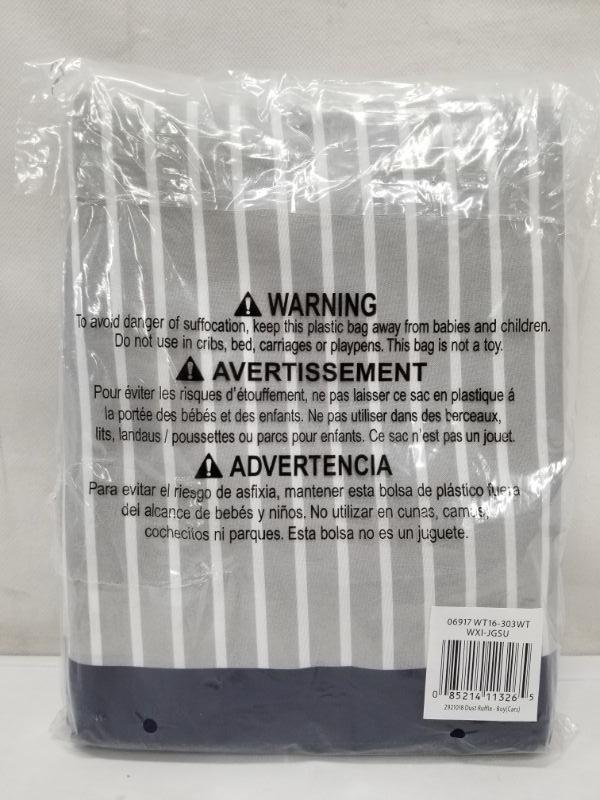 WARNING
To avoid danger of suffocation, keep this plastic bag away from babies and children.
Do not use in cribs, bed, carriages or playpens. This bag is not a toy.
AVERTISSEMENT
Pour éviter les risques d'étouffement, ne pas laisser ce sac en plastique á
la portée des bébés et des enfants. Ne pas utiliser dans des berceaux,
lits, landaus / poussettes ou parcs pour enfants. Ce sac n'est pas un jouet.
ADVERTENCIA
Para evitar el riesgo de asfixia, mantener esta bolsa de plástico fuera
del alcance de bebés y niños. No utilizar en cunas, camas,
cochecitos ni parques. Esta bolsa no es un juguete.
06917 WT16-303WT
WXI-JGSU
0 85214 11326 5
2921018 Dust Ruffle - Boy(Cars)